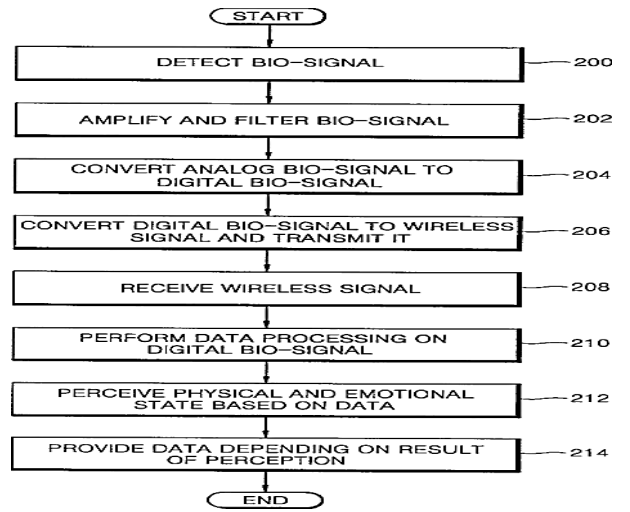 START
DETECT BIO-SIGNAL
200
AMPLIFY AND FILTER BIO-SIGNAL
202
CONVERT ANALOG BIO-SIGNAL TO
DIGITAL BIO-SIGNAL
204
CONVERT DIGITAL BIO-SIGNAL TO WIRELESS
SIGNAL AND TRANSMIT IT
206
RECEIVE WIRELESS SIGNAL
208
PERFORM DATA PROCESSING ON
DIGITAL BIO-SIGNAL
210
PERCEIVE PHYSICAL AND EMOTIONAL
STATE BASED ON DATA
212
PROVIDE DATA DEPENDING ON RESULT
OF PERCEPTION
214
END